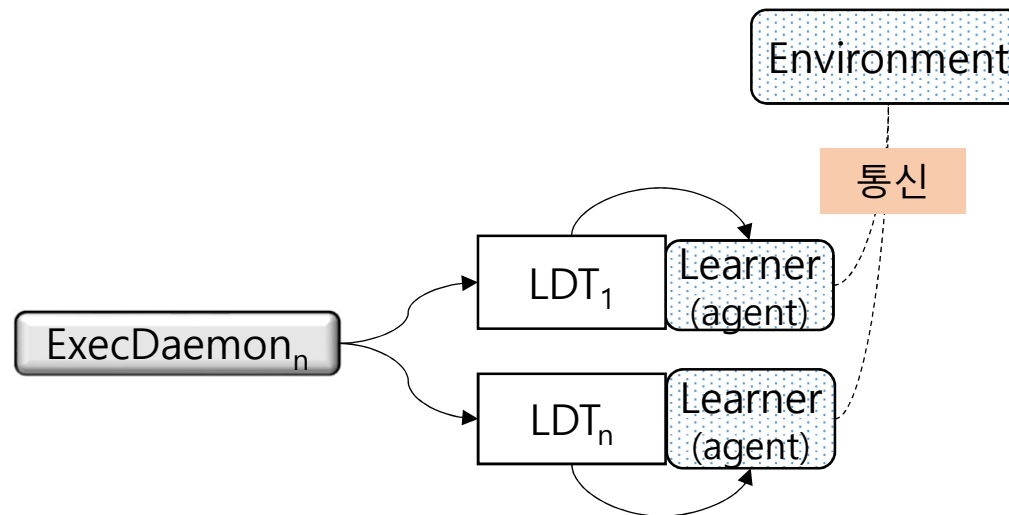 Environment
통신
LDT1
Learner
(agent)
ExecDaemonn
LDTn
Learner
(agent)